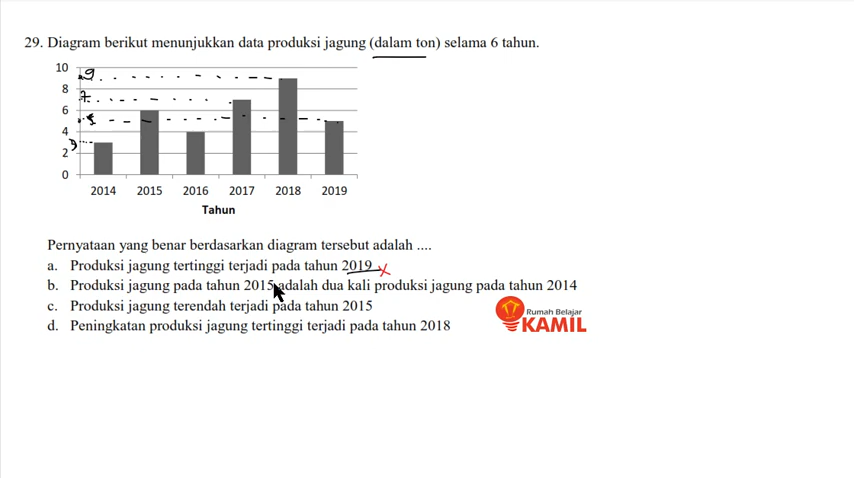 29. Diagram berikut menunjukkan data produksi jagung (dalam ton) selama 6 tahun.
10
9
8
7
6
5
4
3
2
0
2014 2015 2016 2017 2018 2019
Tahun
Pernyataan yang benar berdasarkan diagram tersebut adalah ....
a. Produksi jagung tertinggi terjadi pada tahun 2019 x
b. Produksi jagung pada tahun 2015 adalah dua kali produksi jagung pada tahun 2014
c. Produksi jagung terendah terjadi pada tahun 2015
d. Peningkatan produksi jagung tertinggi terjadi pada tahun 2018
Rumah Belajar
KAMIL